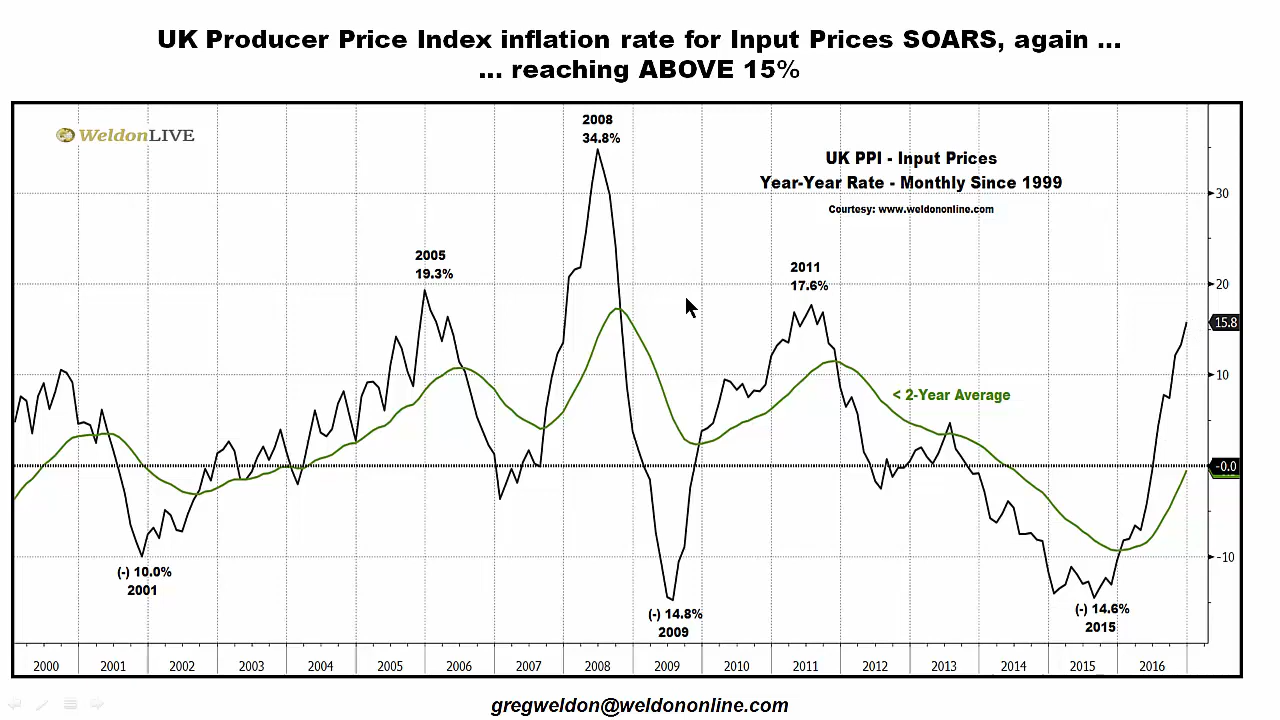 UK Producer Price Index inflation rate for Input Prices SOARS, again ...
... reaching ABOVE 15%
WeldonLIVE
2008
34.8%
UK PPI - Input Prices
Year-Year Rate - Monthly Since 1999
Courtesy: www.weldononline.com
30
2005
19.3%
2011
17.6%
20
15.8
10
< 2-Year Average
-0.0
-10
(-) 10.0%
2001
(-) 14.8%
2009
(-) 14.6%
2015
2000 2001 2002 2003 2004 2005 2006 2007 2008 2009 2010 2011 2012 2013 2014 2015 2016
gregweldon@weldononline.com